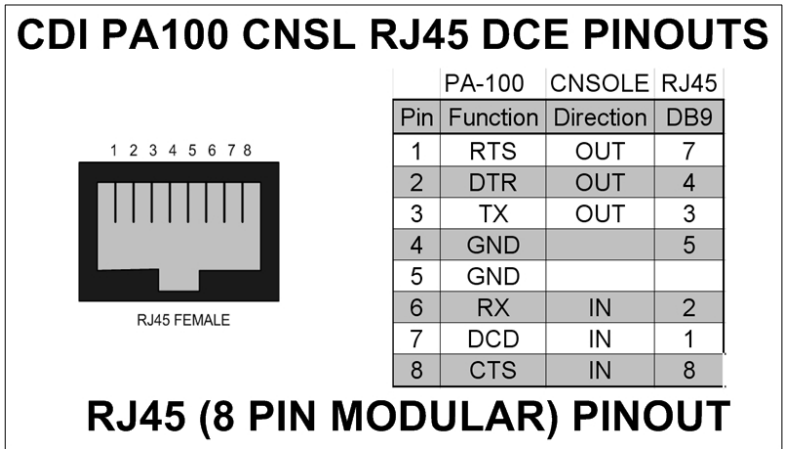 CDI PA100 CNSL RJ45 DCE PINOUTS
PA-100 CNSOLE RJ45
Pin Function Direction DB9
1 2 3 4 5 6 7 8
1 RTS OUT 7
2 DTR OUT 4
3 TX OUT 3
4 GND 5
5 GND
6 RX IN 2
7 DCD IN 1
8 CTS IN 8
RJ45 FEMALE
RJ45 (8 PIN MODULAR) PINOUT